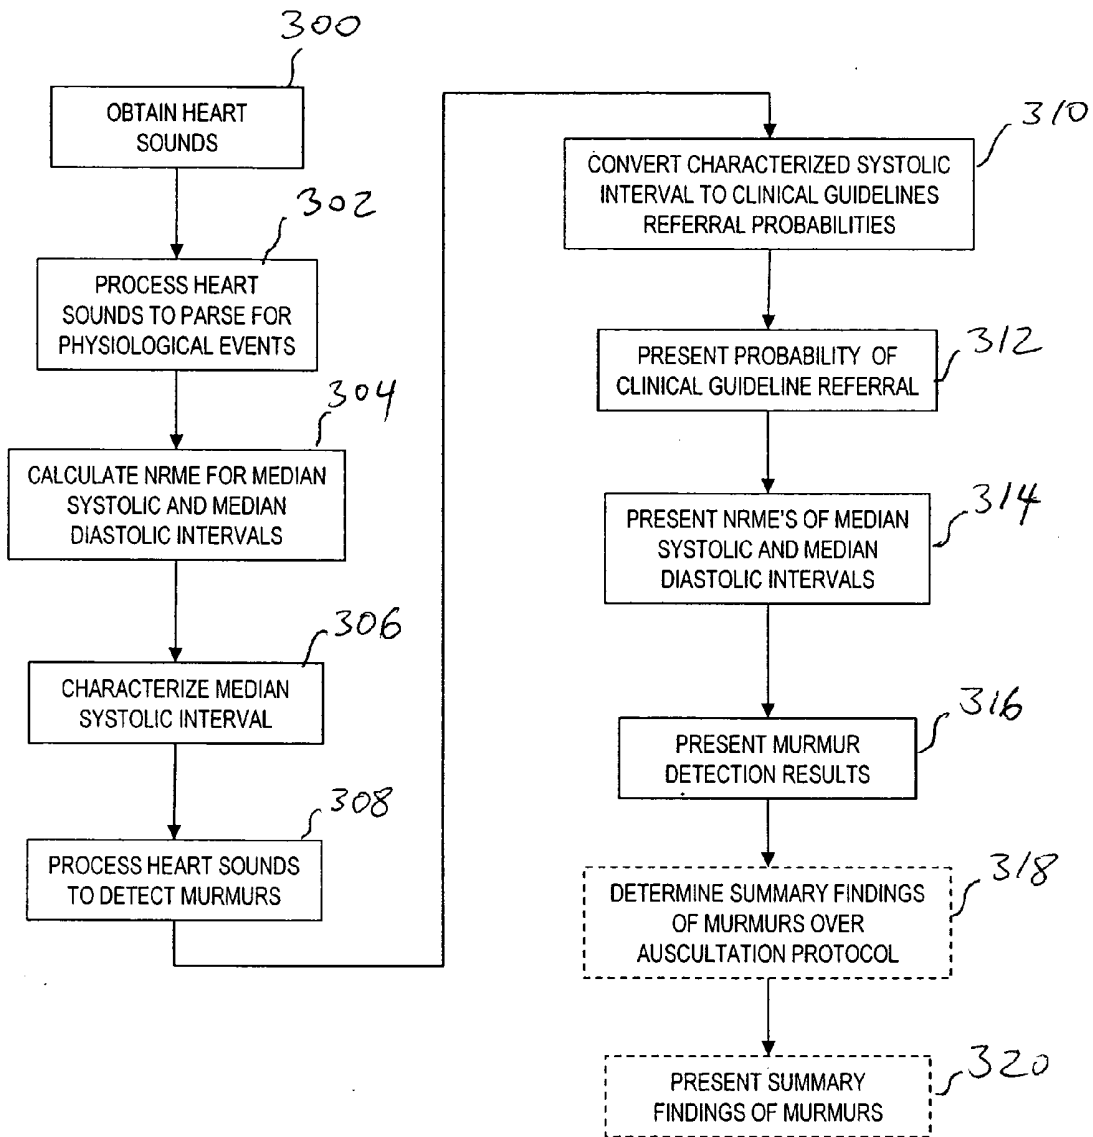 300
OBTAIN HEART
SOUNDS
302
PROCESS HEART
SOUNDS TO PARSE FOR
PHYSIOLOGICAL EVENTS
304
CALCULATE NRME FOR MEDIAN
SYSTOLIC AND MEDIAN
DIASTOLIC INTERVALS
306
CHARACTERIZE MEDIAN
SYSTOLIC INTERVAL
308
PROCESS HEART SOUNDS
TO DETECT MURMURS
310
CONVERT CHARACTERIZED SYSTOLIC
INTERVAL TO CLINICAL GUIDELINES
REFERRAL PROBABILITIES
312
PRESENT PROBABILITY OF
CLINICAL GUIDELINE REFERRAL
314
PRESENT NRME'S OF MEDIAN
SYSTOLIC AND MEDIAN
DIASTOLIC INTERVALS
316
PRESENT MURMUR
DETECTION RESULTS
318
DETERMINE SUMMARY FINDINGS
OF MURMURS OVER
AUSCULTATION PROTOCOL
320
PRESENT SUMMARY
FINDINGS OF MURMURS